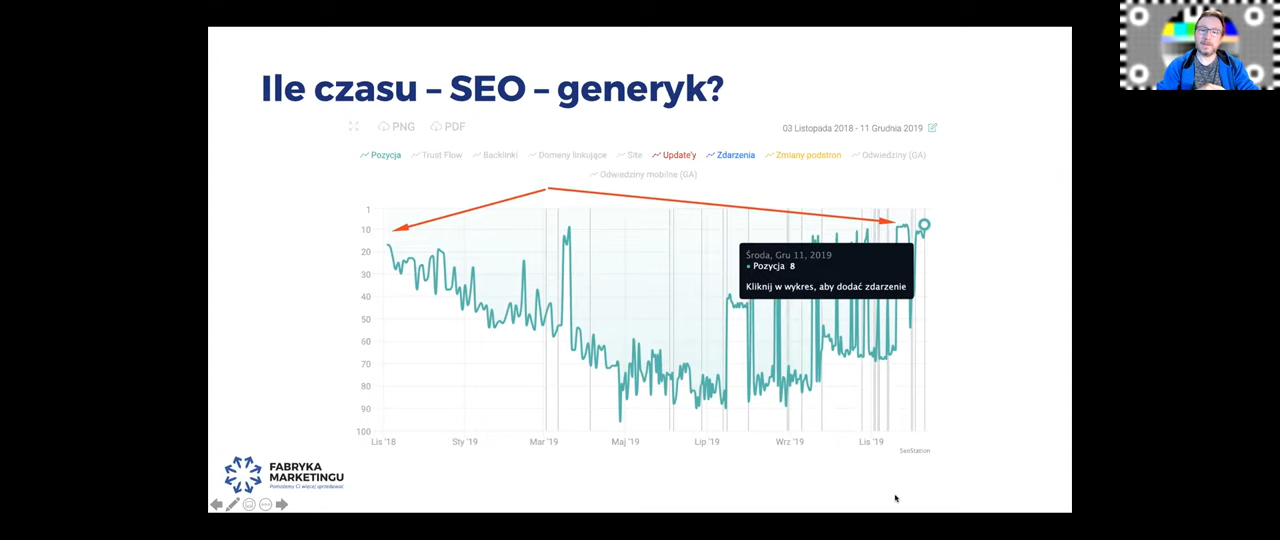 Ile czasu – SEO – generyk?
PNG PDF
03 Listopada 2018 - 11 Grudnia 2019
Pozycja Trust Flow Backlinki Domeny linkujące Site Update'y Zdarzenia Zmiany podstron Odwiedziny (GA)
Odwiedziny mobilne (GA)
1
10
20
30
40
50
60
70
80
90
100
Środa, Gru 11, 2019
Pozycja 8
Kliknij w wykres, aby dodać zdarzenie
Lis '18 Sty '19 Mar '19 Maj '19 Lip '19 Wrz '19 Lis '19
SeoStation
FABRYKA
MARKETINGU
Pomożemy Ci więcej sprzedawać